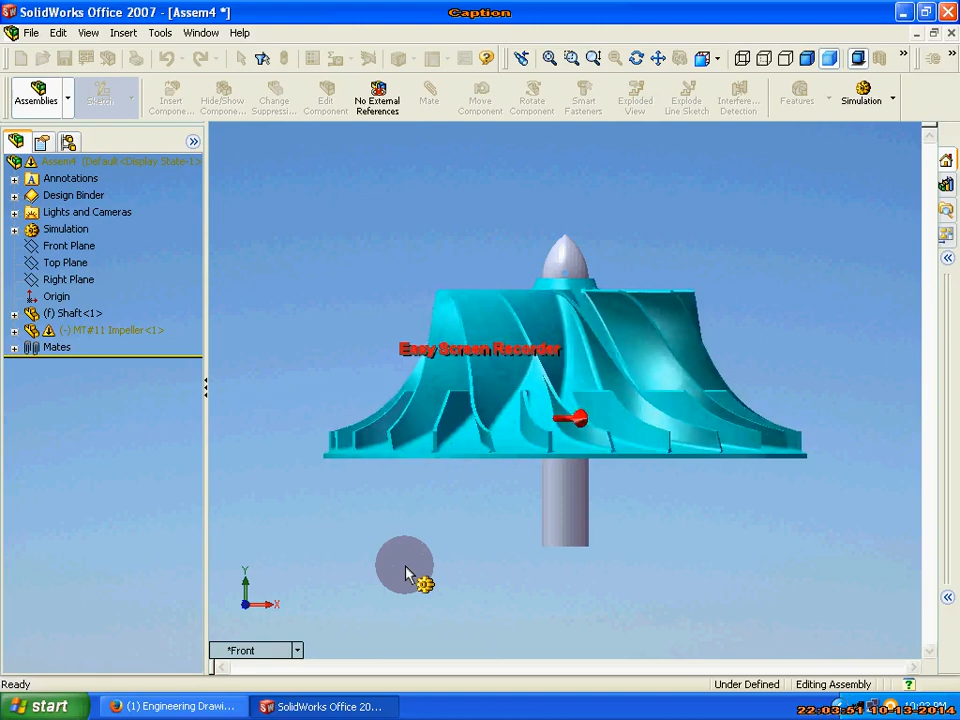 SolidWorks Office 2007 - [Assem4 *]
Caption
File Edit View Insert Tools Window Help
Assemblies
Sketch
Insert Compone...
Hide/Show Compone...
Change Suppressi...
Edit Component
No External References
Mate
Move Component
Rotate Component
Smart Fasteners
Exploded View
Explode Line Sketch
Interfere... Detection
Features
Simulation
Assem4 (Default<Display State-1>
Annotations
Design Binder
Lights and Cameras
Simulation
Front Plane
Top Plane
Right Plane
Origin
(f) Shaft<1>
(-) MT#11 Impeller<1>
Mates
Easy Screen Recorder
Y
X
*Front
Ready
Under Defined
Editing Assembly
start
(1) Engineering Drawi...
SolidWorks Office 20...
22:03:51 10-13-2014